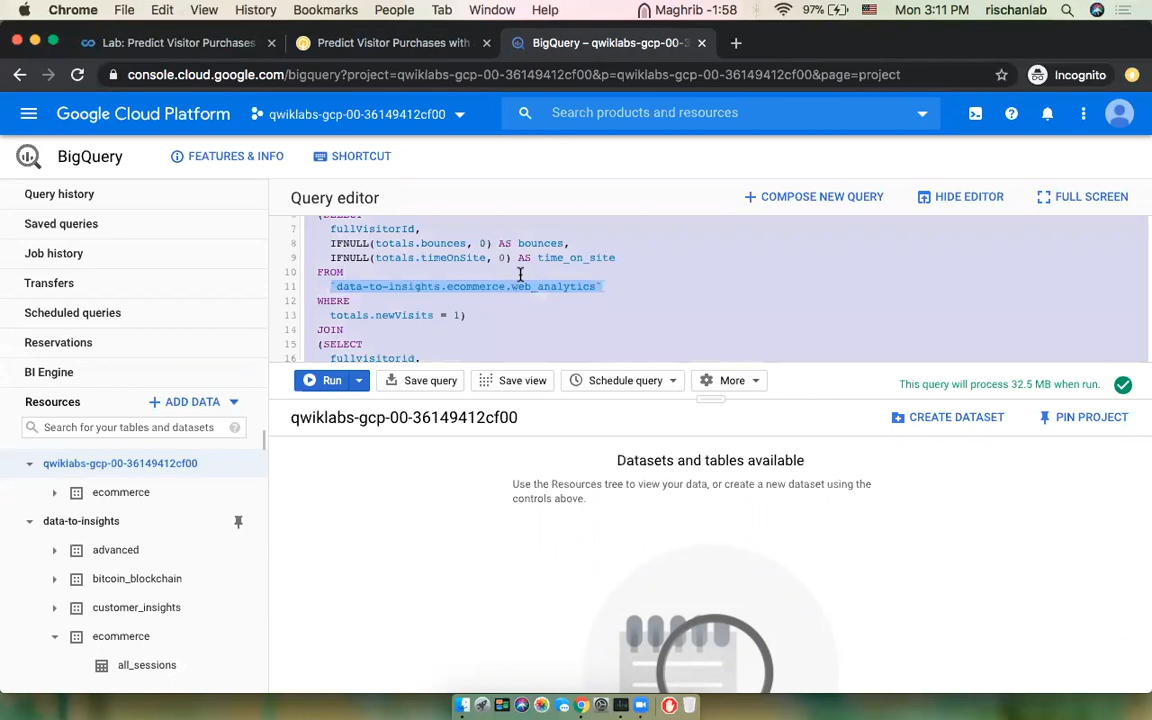 Chrome File Edit View History Bookmarks People Tab Window Help Maghrib -1:58 97% Mon 3:11 PM rischanlab
Lab: Predict Visitor Purchases × Predict Visitor Purchases with × BigQuery – qwiklabs-gcp-00-3 × +
console.cloud.google.com/bigquery?project=qwiklabs-gcp-00-36149412cf00&p=qwiklabs-gcp-00-36149412cf00&page=project Incognito
Google Cloud Platform qwiklabs-gcp-00-36149412cf00 Search products and resources
BigQuery FEATURES & INFO SHORTCUT
Query history
Saved queries
Job history
Transfers
Scheduled queries
Reservations
BI Engine
Resources + ADD DATA
Search for your tables and datasets
qwiklabs-gcp-00-36149412cf00
ecommerce
data-to-insights
advanced
bitcoin_blockchain
customer_insights
ecommerce
all_sessions
Query editor + COMPOSE NEW QUERY HIDE EDITOR FULL SCREEN
(SELECT
7 fullVisitorId,
8 IFNULL(totals.bounces, 0) AS bounces,
9 IFNULL(totals.timeOnSite, 0) AS time_on_site
10 FROM
11 `data-to-insights.ecommerce.web_analytics`
12 WHERE
13 totals.newVisits = 1)
14 JOIN
15 (SELECT
16 fullvisitorid,
Run Save query Save view Schedule query More This query will process 32.5 MB when run.
qwiklabs-gcp-00-36149412cf00 CREATE DATASET PIN PROJECT
Datasets and tables available
Use the Resources tree to view your data, or create a new dataset using the
controls above.